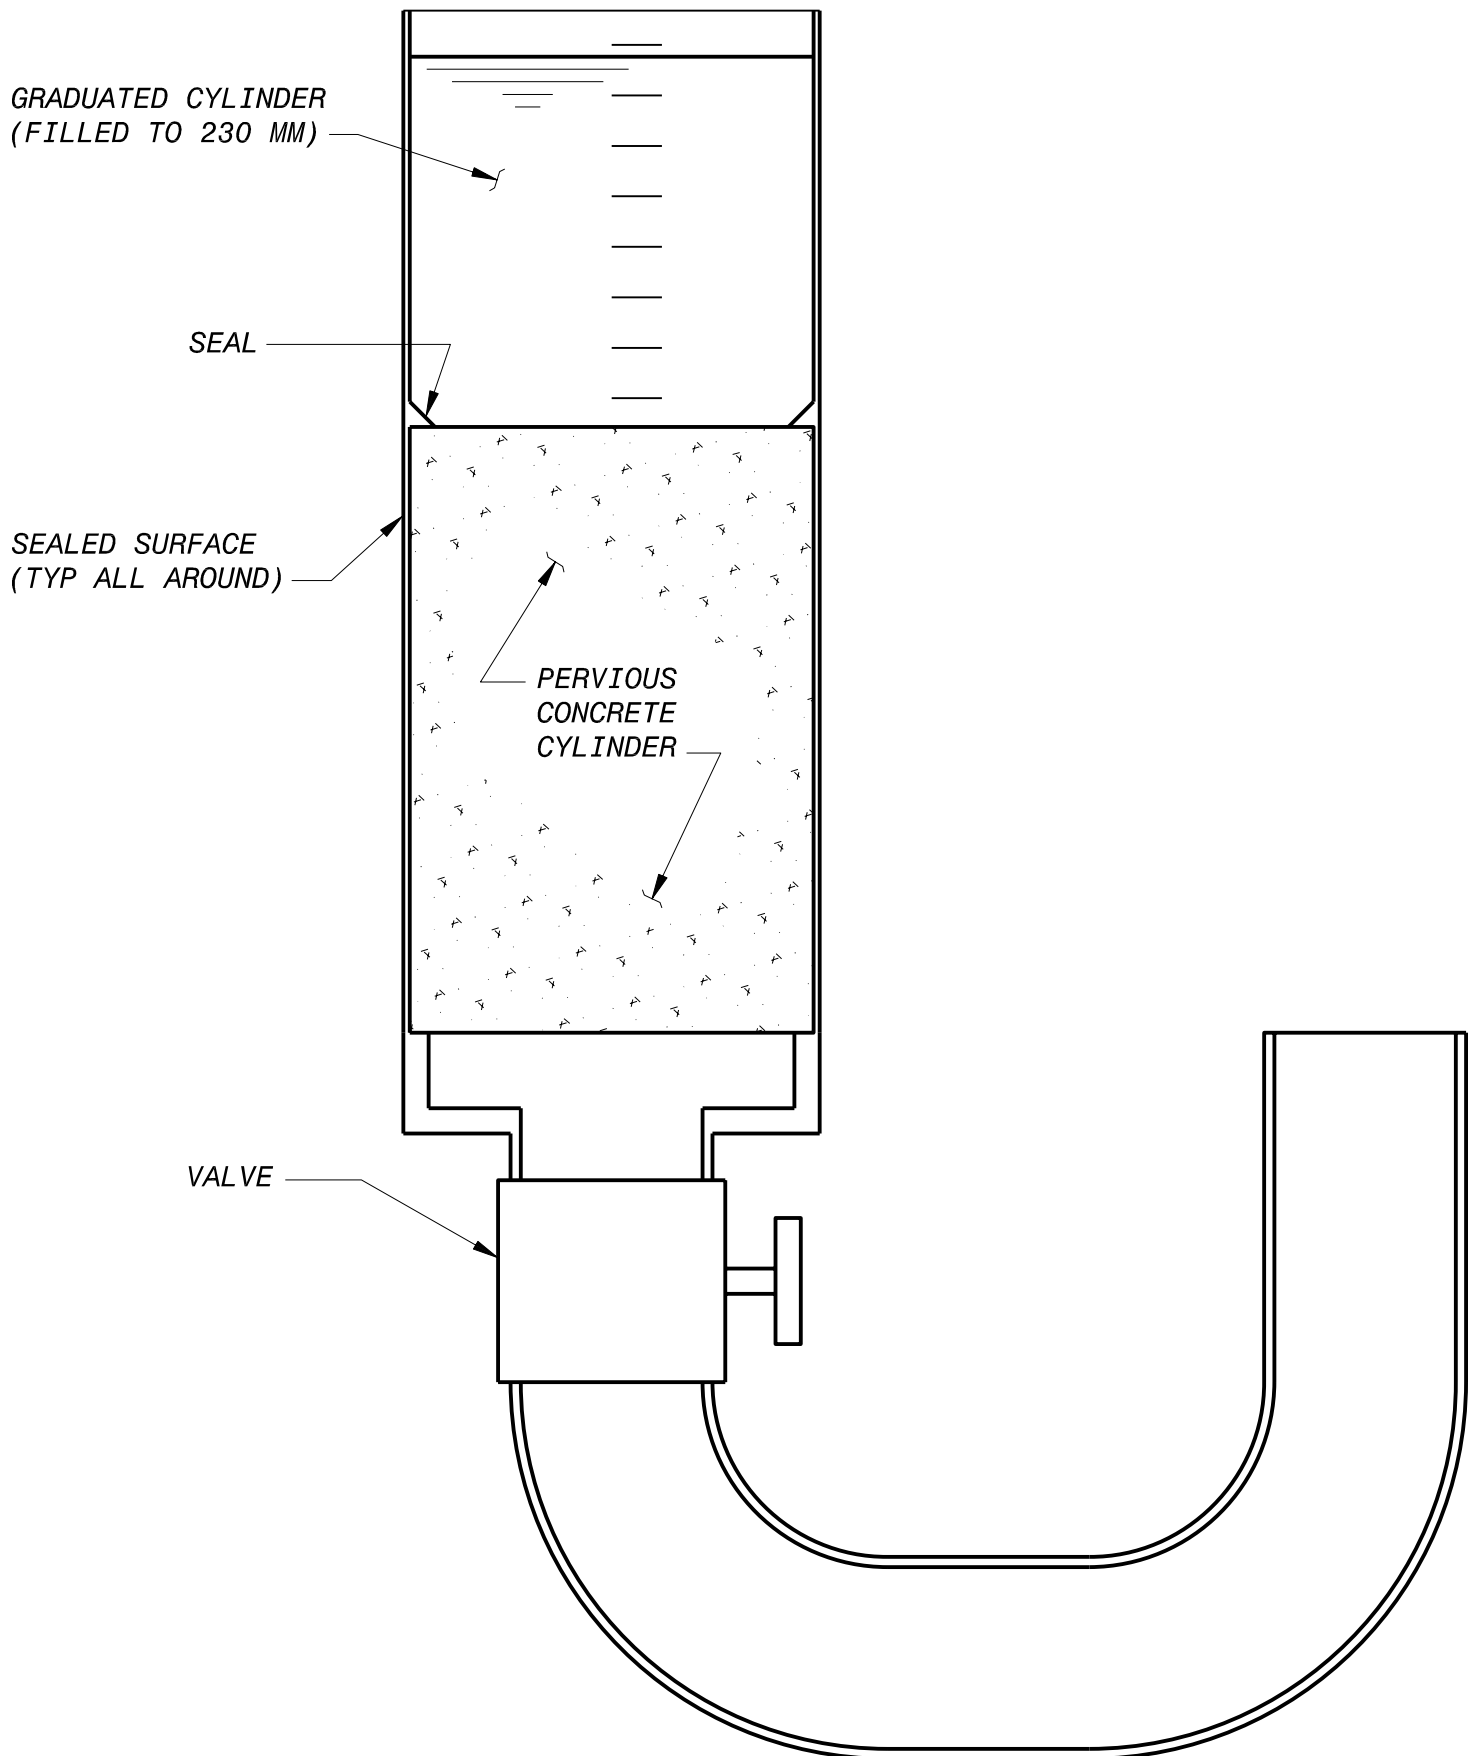 GRADUATED CYLINDER
(FILLED TO 230 MM)
SEAL
SEALED SURFACE
(TYP ALL AROUND)
PERVIOUS
CONCRETE
CYLINDER
VALVE